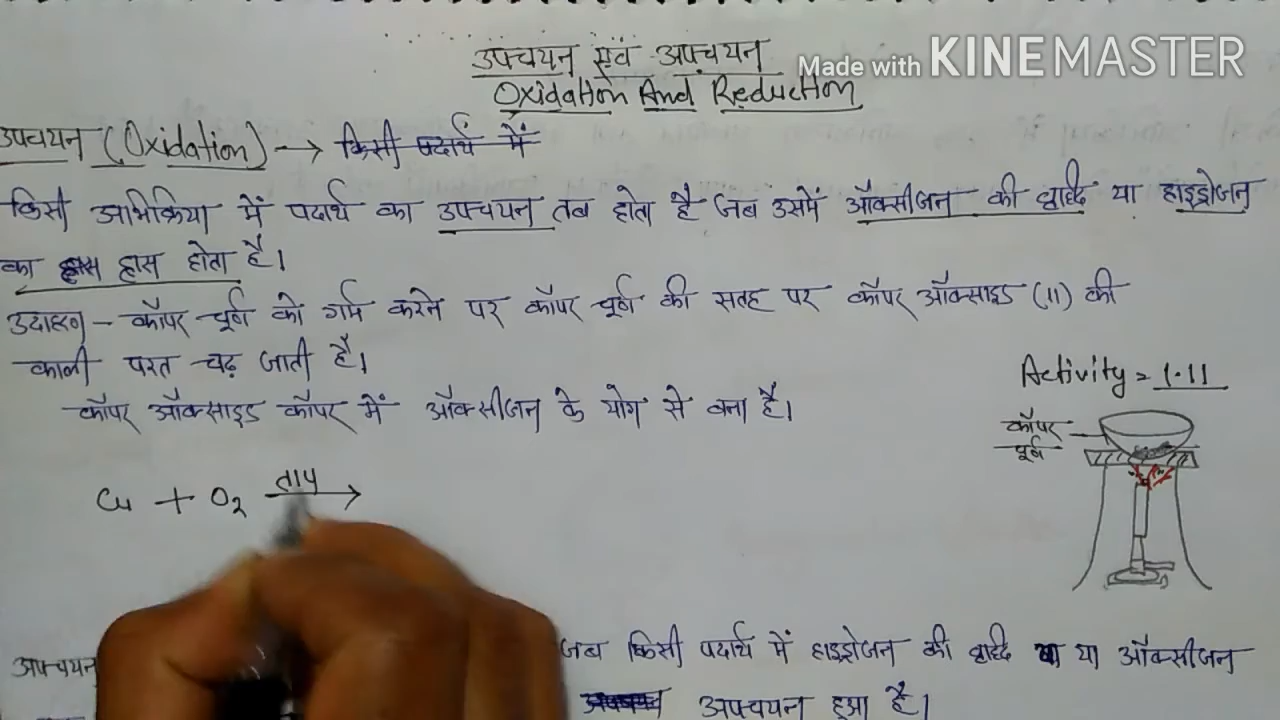 उपचयन एवं अपचयन
Made with KINEMASTER
Oxidation And Reduction
उपचयन (Oxidation) → किसी पदार्थ में
किसी अभिक्रिया में पदार्थ का उपचयन तब होता है जब उसमें ऑक्सीजन की वृद्धि या हाइड्रोजन
का ह्रास होता है।
उदाहरण – कॉपर चूर्ण को गर्म करने पर कॉपर चूर्ण की सतह पर कॉपर ऑक्साइड (II) की
काली परत चढ़ जाती है।
कॉपर ऑक्साइड कॉपर में ऑक्सीजन के योग से बना है।
Activity = 1.11
कॉपर
चूर्ण
ताप
Cu + O₂ →
अपचयन जब किसी पदार्थ में हाइड्रोजन की वृद्धि या ऑक्सीजन
अपचयन हुआ है।